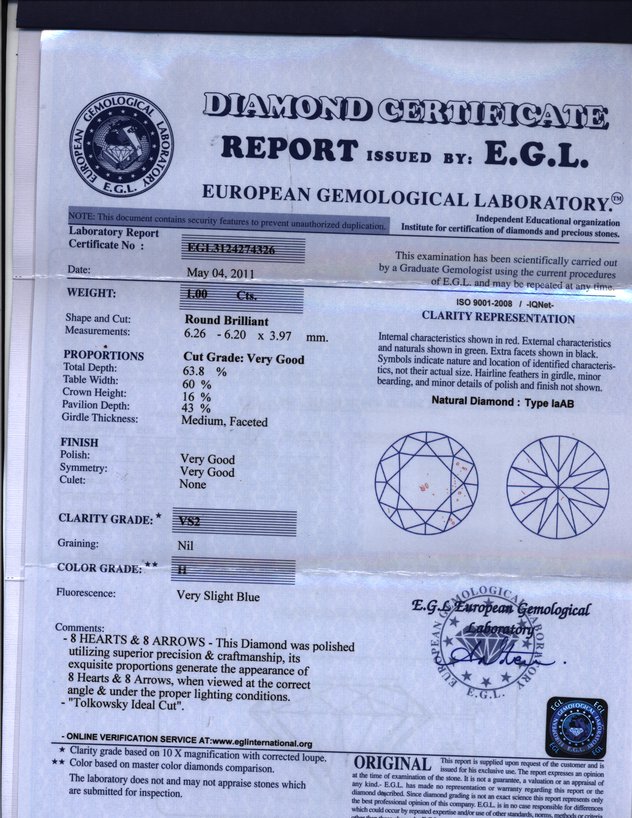 DIAMOND CERTIFICATE
REPORT ISSUED BY: E.G.L.
EUROPEAN GEMOLOGICAL LABORATORY.™
EUROPEAN GEMOLOGICAL LABORATORY
E.G.L.
NOTE: This document contains security features to prevent unauthorized duplication.
Independent Educational organization
Institute for certification of diamonds and precious stones.
Laboratory Report
Certificate No : EGL3124274326
Date: May 04, 2011
WEIGHT: 1.00 Cts.
Shape and Cut: Round Brilliant
Measurements: 6.26 - 6.20 x 3.97 mm.
PROPORTIONS Cut Grade: Very Good
Total Depth: 63.8 %
Table Width: 60 %
Crown Height: 16 %
Pavilion Depth: 43 %
Girdle Thickness: Medium, Faceted
FINISH
Polish: Very Good
Symmetry: Very Good
Culet: None
CLARITY GRADE: * VS2
Graining: Nil
COLOR GRADE: ** H
Fluorescence: Very Slight Blue
Comments:
- 8 HEARTS & 8 ARROWS - This Diamond was polished
utilizing superior precision & craftmanship, its
exquisite proportions generate the appearance of
8 Hearts & 8 Arrows, when viewed at the correct
angle & under the proper lighting conditions.
- "Tolkowsky Ideal Cut".
- ONLINE VERIFICATION SERVICE AT:www.eglinternational.org
* Clarity grade based on 10 X magnification with corrected loupe.
** Color based on master color diamonds comparison.
The laboratory does not and may not appraise stones which
are submitted for inspection.
This examination has been scientifically carried out
by a Graduate Gemologist using the current procedures
of E.G.L. and may be repeated at any time.
ISO 9001-2008 / -IQNet-
CLARITY REPRESENTATION
Internal characteristics shown in red. External characteristics
and naturals shown in green. Extra facets shown in black.
Symbols indicate nature and location of identified characteris-
tics, not their actual size. Hairline feathers in girdle, minor
bearding, and minor details of polish and finish not shown.
Natural Diamond : Type IaAB
E.G.L European Gemological
Laboratory
EUROPEAN GEMOLOGICAL LABORATORY
E.G.L.
EGL EGL
EUROPEAN GEMOLOGICAL LABORATORY
E.G.L.
EGL EGL
ORIGINAL This report is supplied upon request of the customer and is
issued for his exclusive use. The report expresses an opinion
at the time of examination of the stone. It is not a guarantee, a valuation or an appraisal of
any kind.- E.G.L. has made no representation or warranty regarding this report or the
diamond described. Since diamond grading is not an exact science this report represents only
the best professional opinion of this company. E.G.L. is in no case responsible for differences
which could occur by repeated expertise and/or use of other standards, norms, methods or criteria